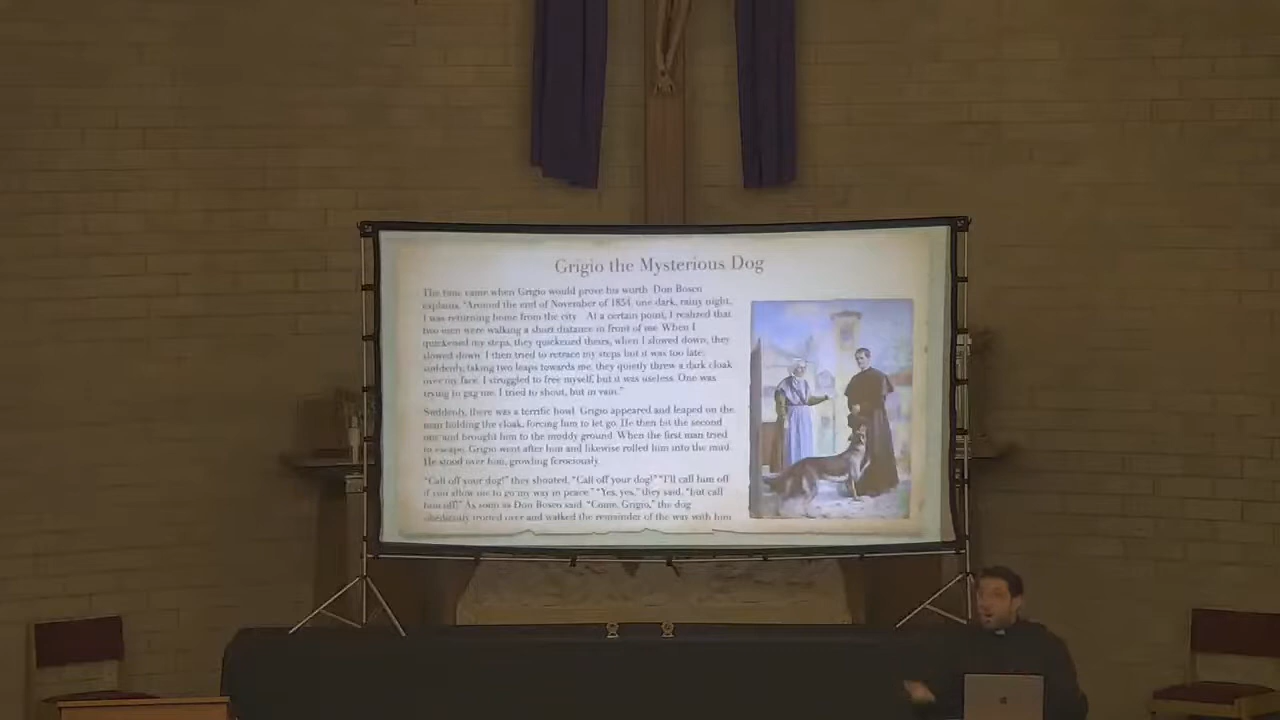 Grigio the Mysterious Dog
The time came when Grigio would prove his worth. Don Bosco
explains, "Around the end of November of 1854, one dark, rainy night,
I was returning home from the city. At a certain point, I realized that
two men were walking a short distance in front of me. When I
quickened my steps, they quickened theirs, when I slowed down, they
slowed down. I then tried to retrace my steps but it was too late:
suddenly, taking two leaps towards me, they quietly threw a dark cloak
over my face. I struggled to free myself, but it was useless. One was
trying to gag me. I tried to shout, but in vain."
Suddenly, there was a terrific howl. Grigio appeared and leaped on the
man holding the cloak, forcing him to let go. He then bit the second
one and brought him to the muddy ground. When the first man tried
to escape, Grigio went after him and likewise rolled him into the mud.
He stood over him, growling ferociously.
"Call off your dog!" they shouted, "Call off your dog!" "I'll call him off
if you allow me to go my way in peace." "Yes, yes," they said, "but call
him off!" As soon as Don Bosco said, "Come, Grigio," the dog
obediently trotted over and walked the remainder of the way with him